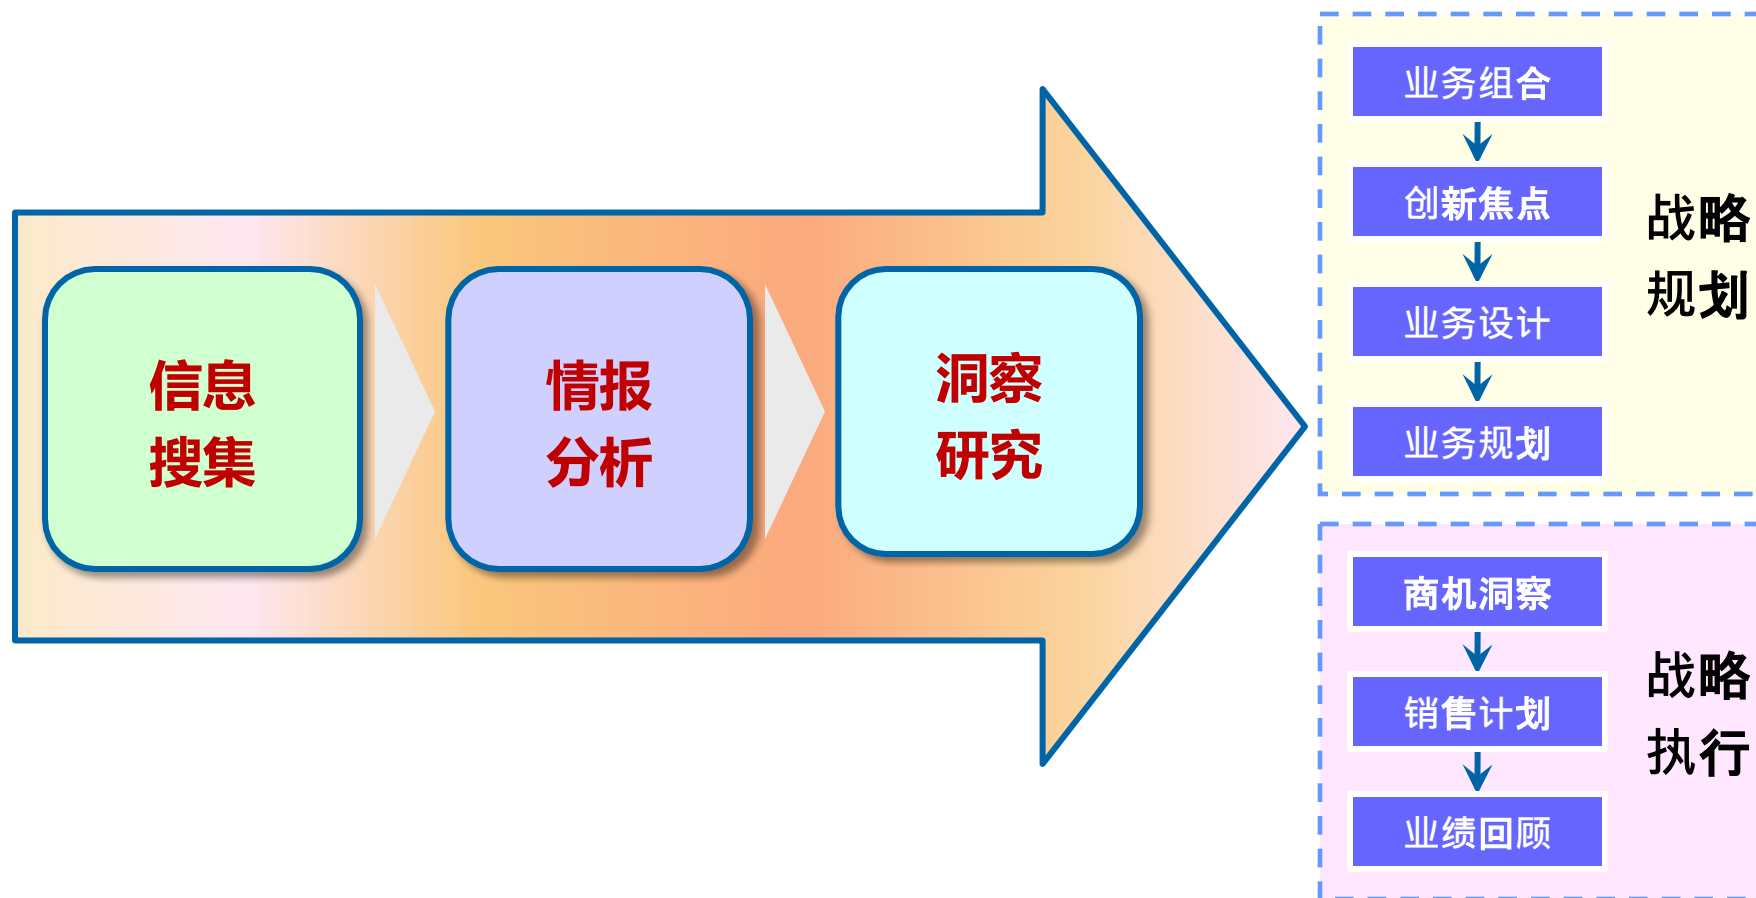 信息
搜集
情报
分析
洞察
研究
业务组合
创新焦点
业务设计
业务规划
战略
规划
商机洞察
销售计划
业绩回顾
战略
执行